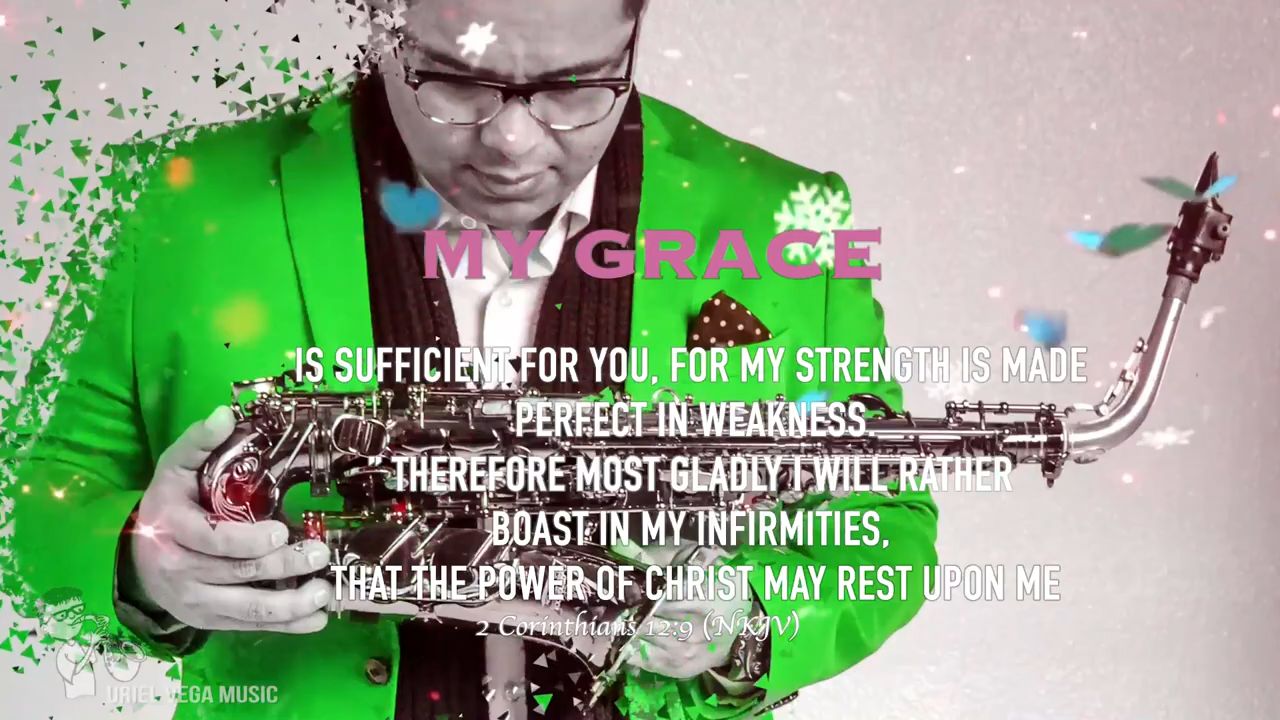 MY GRACE
IS SUFFICIENT FOR YOU, FOR MY STRENGTH IS MADE
PERFECT IN WEAKNESS.
” THEREFORE MOST GLADLY I WILL RATHER
BOAST IN MY INFIRMITIES,
THAT THE POWER OF CHRIST MAY REST UPON ME
2 Corinthians 12:9 (NKJV)
URIEL VEGA MUSIC